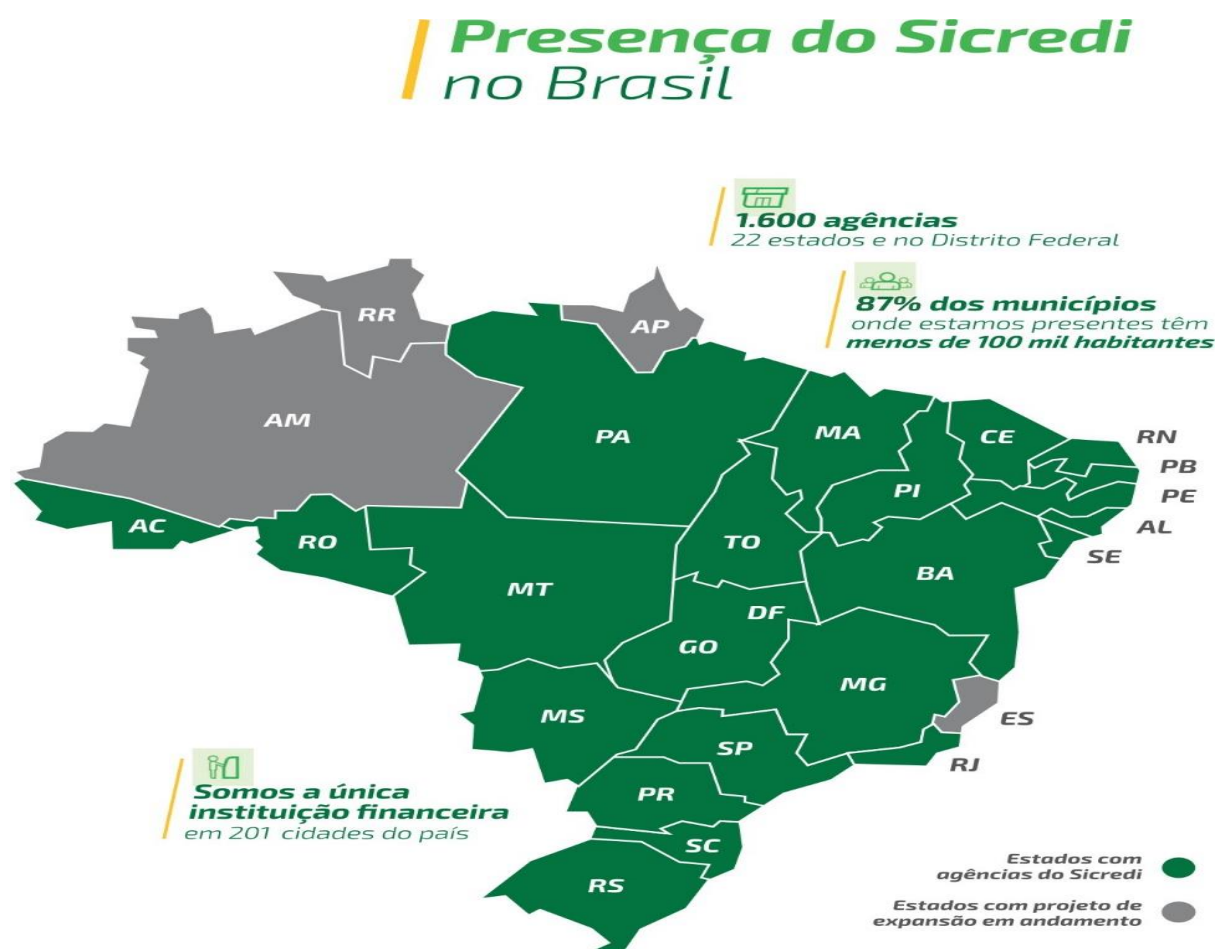 Presença do Sicredi
no Brasil
1.600 agências
22 estados e no Distrito Federal
87% dos municípios
onde estamos presentes têm
menos de 100 mil habitantes
RR
AP
AM
PA
MA
CE
RN
PB
PE
AL
SE
PI
AC
RO
TO
BA
MT
DF
GO
MG
ES
MS
SP
RJ
PR
SC
RS
Somos a única
instituição financeira
em 201 cidades do país
Estados com
agências do Sicredi
Estados com projeto de
expansão em andamento